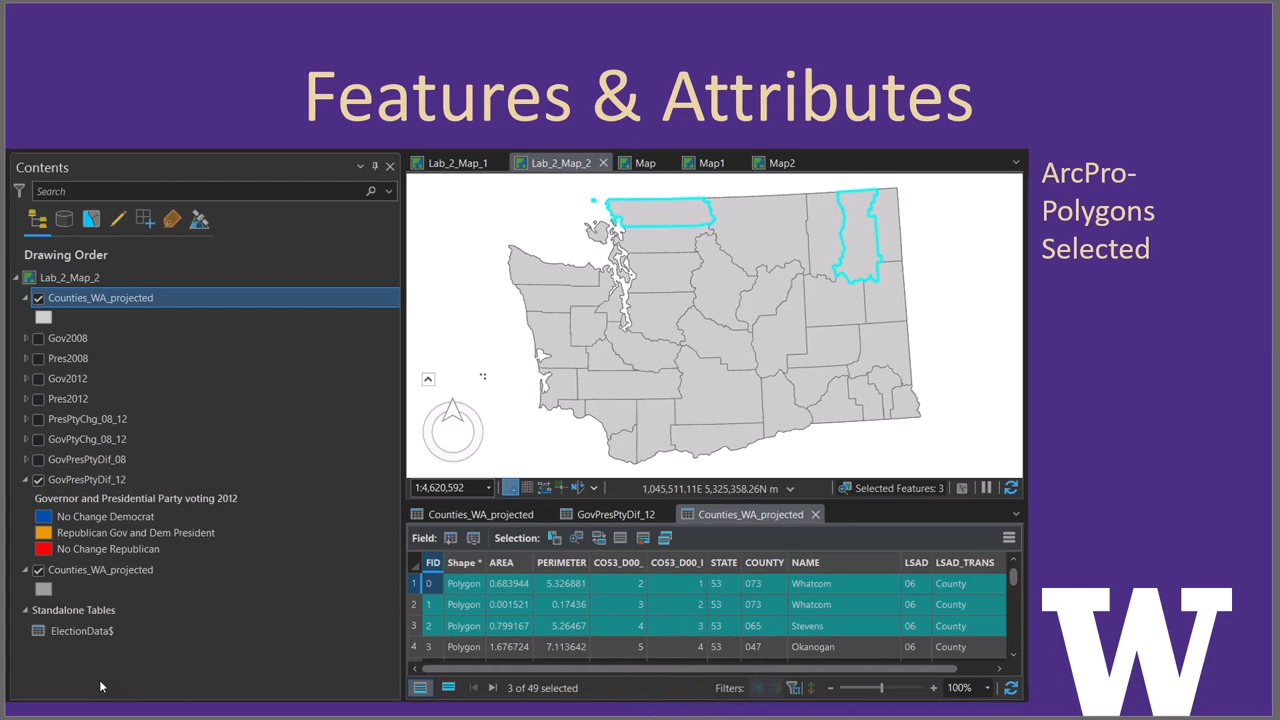 Features & Attributes
ArcPro-
Polygons
Selected
Contents
Search
Drawing Order
Lab_2_Map_2
Counties_WA_projected
Gov2008
Pres2008
Gov2012
Pres2012
PresPtyChg_08_12
GovPtyChg_08_12
GovPresPtyDif_08
GovPresPtyDif_12
Governor and Presidential Party voting 2012
No Change Democrat
Republican Gov and Dem President
No Change Republican
Counties_WA_projected
Standalone Tables
ElectionData$
Lab_2_Map_1 Lab_2_Map_2 Map Map1 Map2
1:4,620,592 1,045,511.11E 5,325,358.26N m Selected Features: 3
Counties_WA_projected GovPresPtyDif_12 Counties_WA_projected
Field: Selection:
FID Shape * AREA PERIMETER CO53_D00_ CO53_D00_I STATE COUNTY NAME LSAD LSAD_TRANS
1 0 Polygon 0.683944 5.326881 2 1 53 073 Whatcom 06 County
2 1 Polygon 0.001521 0.17436 3 2 53 073 Whatcom 06 County
3 2 Polygon 0.799167 5.26467 4 3 53 065 Stevens 06 County
4 3 Polygon 1.676724 7.113642 5 4 53 047 Okanogan 06 County
3 of 49 selected Filters: 100%
W